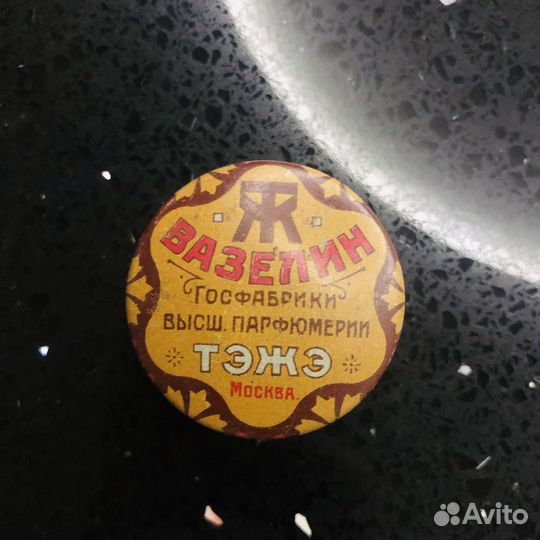 ТЖ
ВАЗЕЛИН
ГОСФАБРИКИ
ВЫСШ. ПАРФЮМЕРИИ
ТЭЖЭ
МОСКВА.
Avito